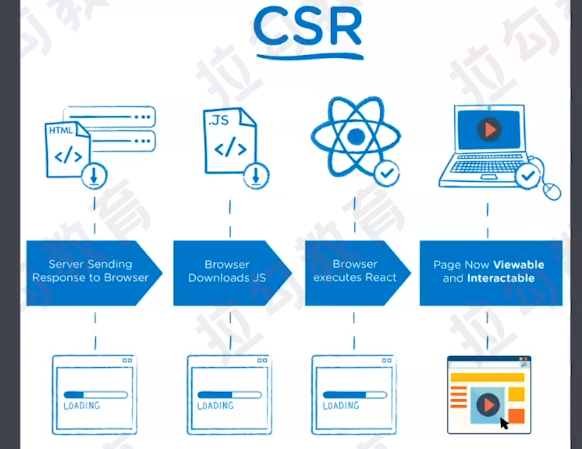 CSR
HTML
</>
.JS
</>
Server Sending
Response to Browser
Browser
Downloads JS
Browser
executes React
Page Now Viewable
and Interactable
LOADING
LOADING
LOADING
拉勾教育